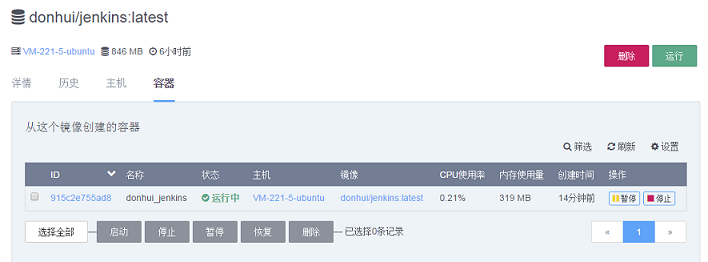 donhui/jenkins:latest
VM-221-5-ubuntu 846 MB 6小时前
删除 运行
详情 历史 主机 容器
从这个镜像创建的容器
筛选 刷新 设置
ID 名称 状态 主机 镜像 CPU使用率 内存使用量 创建时间 操作
915c2e755ad8 donhui_jenkins 运行中 VM-221-5-ubuntu donhui/jenkins:latest 0.21% 319 MB 14分钟前 暂停 停止
选择全部 启动 停止 暂停 恢复 删除 已选择0条记录 « 1 »